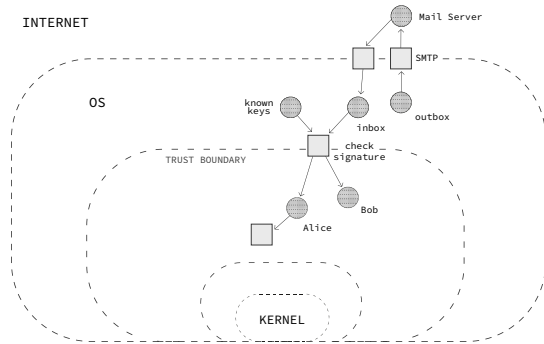 Mail Server
INTERNET
SMTP
OS
known
keys
inbox
outbox
check
signature
TRUST BOUNDARY
Bob
Alice
KERNEL